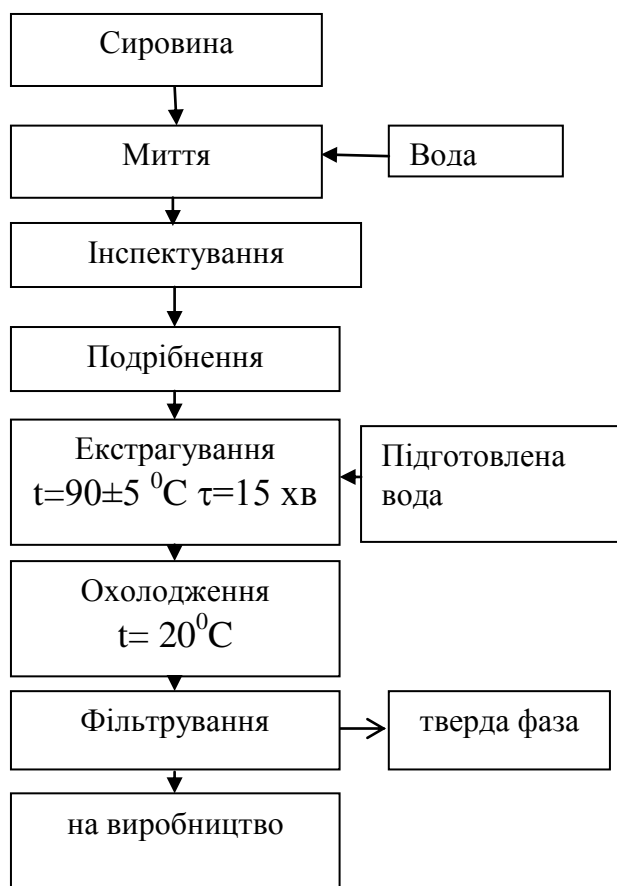 Сировина
Миття
Вода
Інспектування
Подрібнення
Екстрагування
t=90±5 ⁰C τ=15 хв
Підготовлена
вода
Охолодження
t= 20⁰C
Фільтрування
тверда фаза
на виробництво